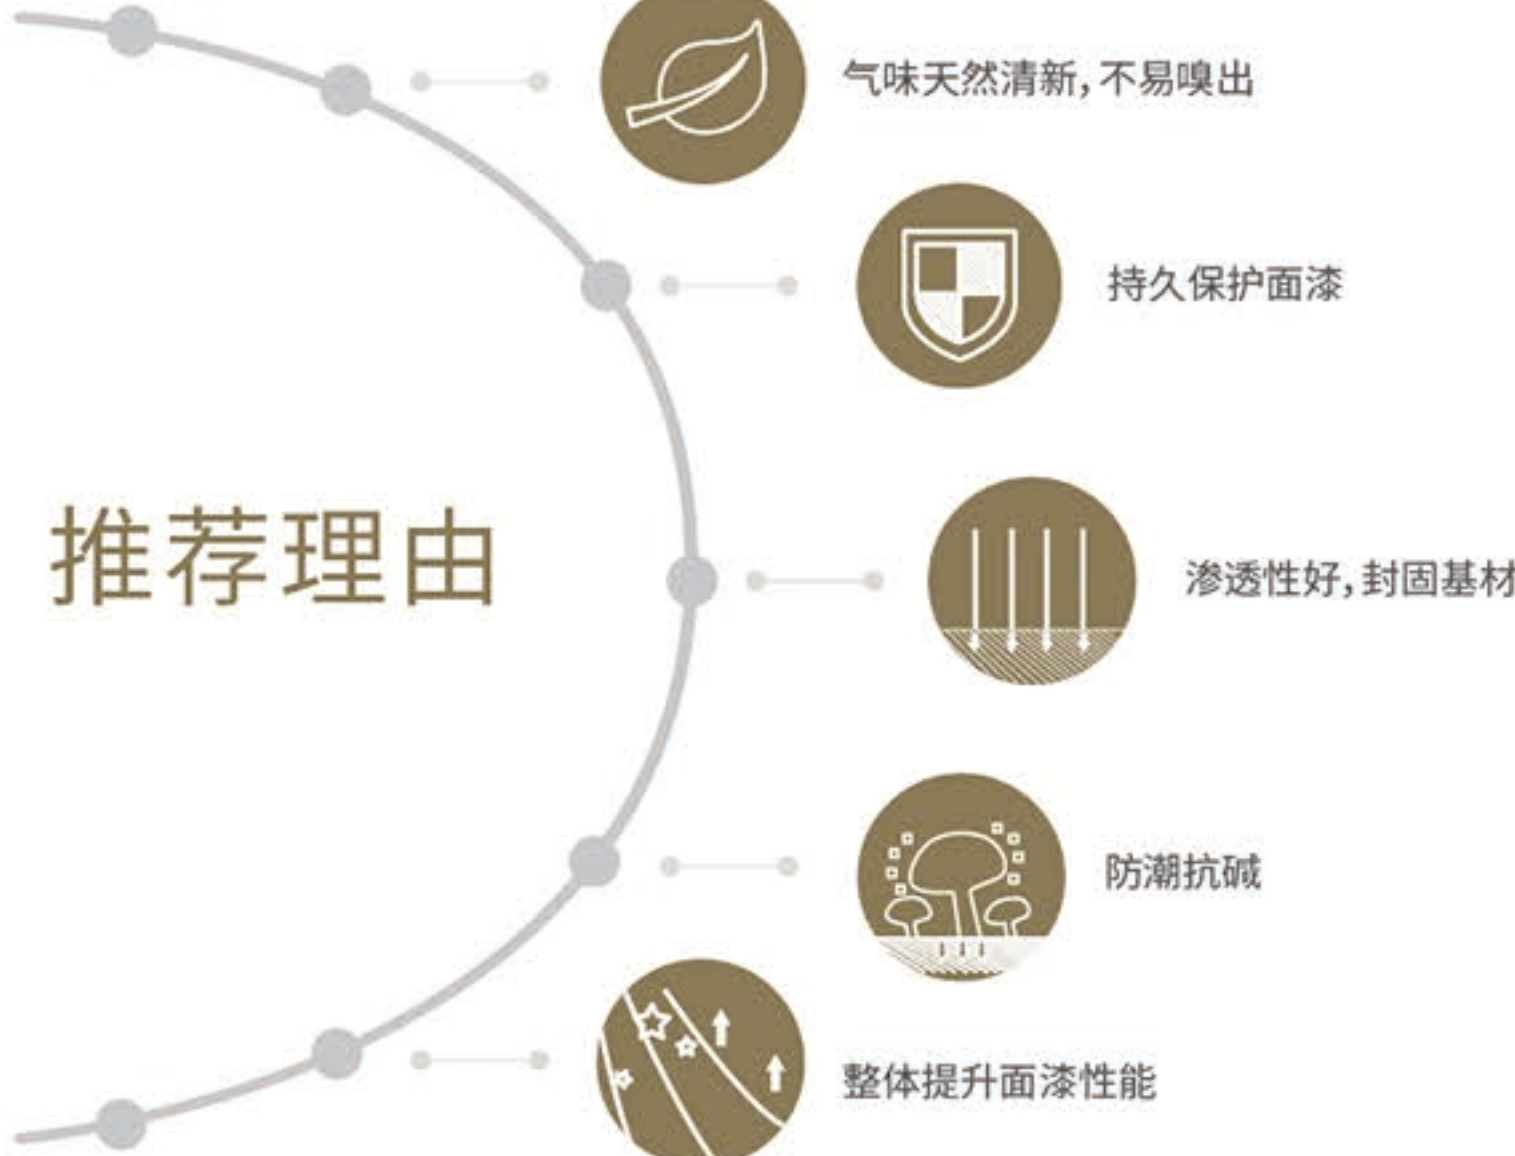 气味天然清新,不易嗅出
持久保护面漆
推荐理由
渗透性好,封固基材
防潮抗碱
整体提升面漆性能